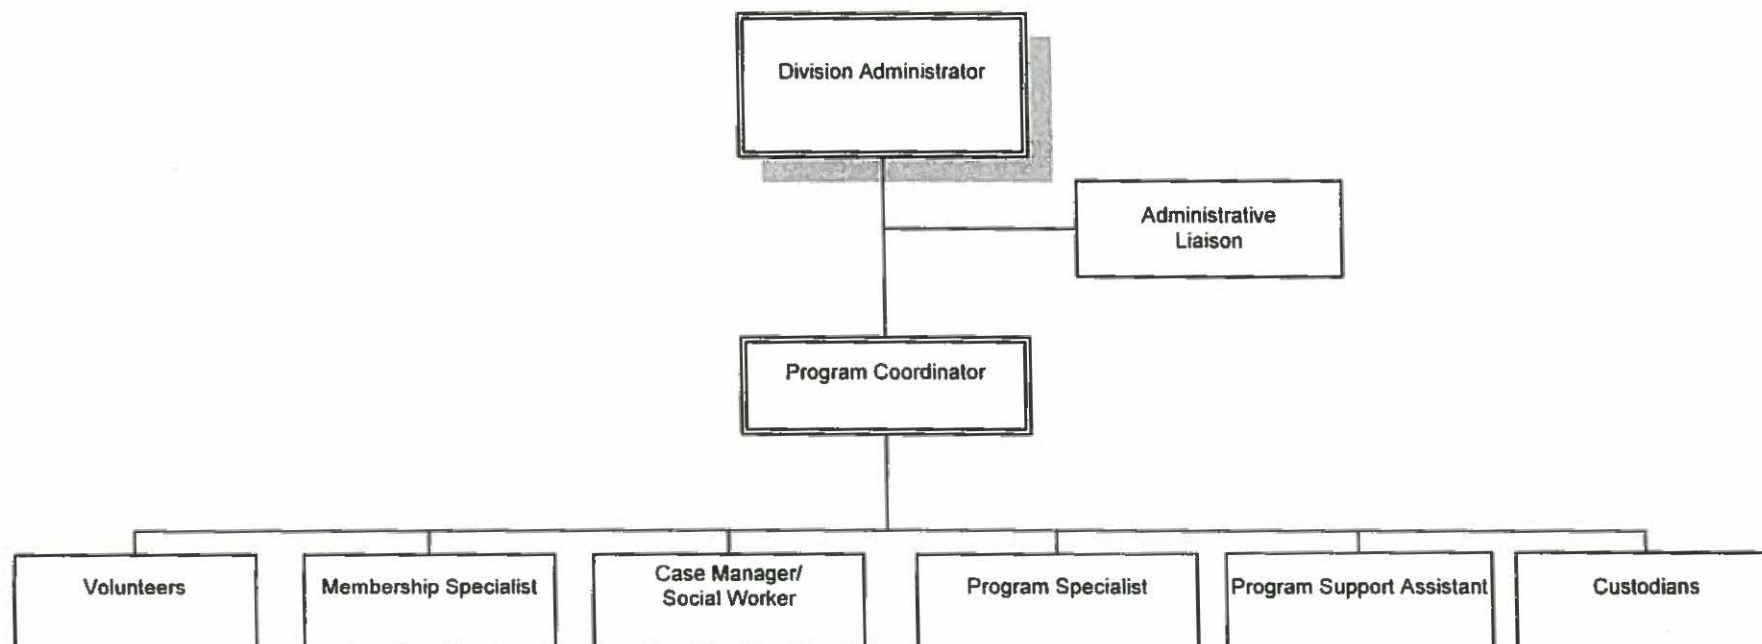 Division Administrator
Administrative
Liaison
Program Coordinator
Volunteers
Membership Specialist
Case Manager/
Social Worker
Program Specialist
Program Support Assistant
Custodians